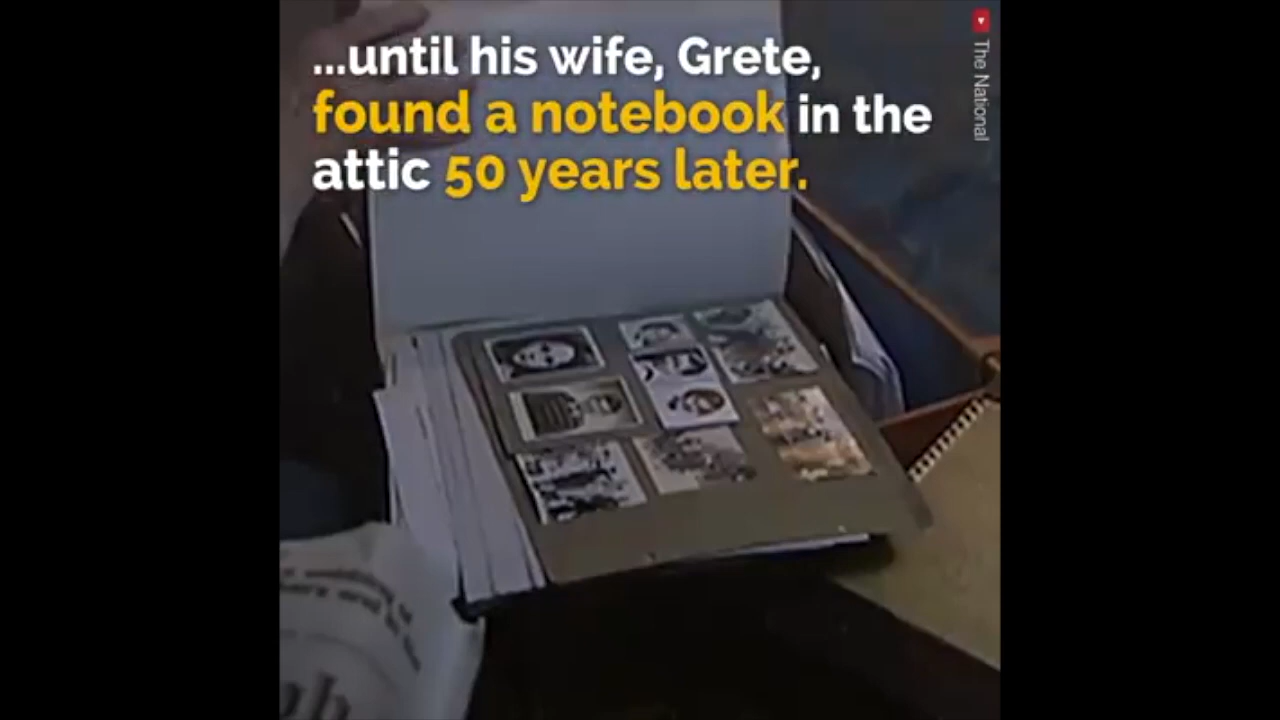 ...until his wife, Grete,
found a notebook in the
attic 50 years later.
The National